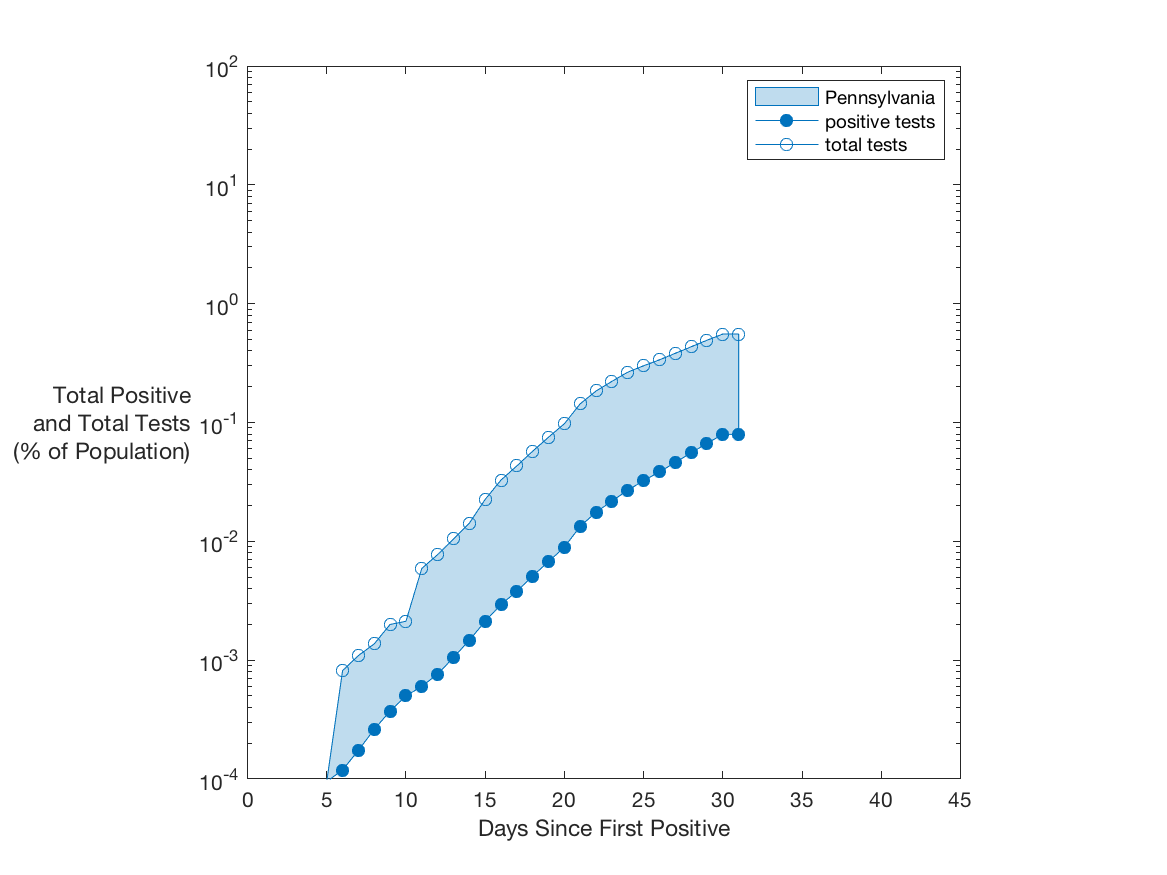 10^2
10^1
10^0
10^-1
10^-2
10^-3
10^-4
Total Positive
and Total Tests
(% of Population)
Pennsylvania
positive tests
total tests
0 5 10 15 20 25 30 35 40 45
Days Since First Positive